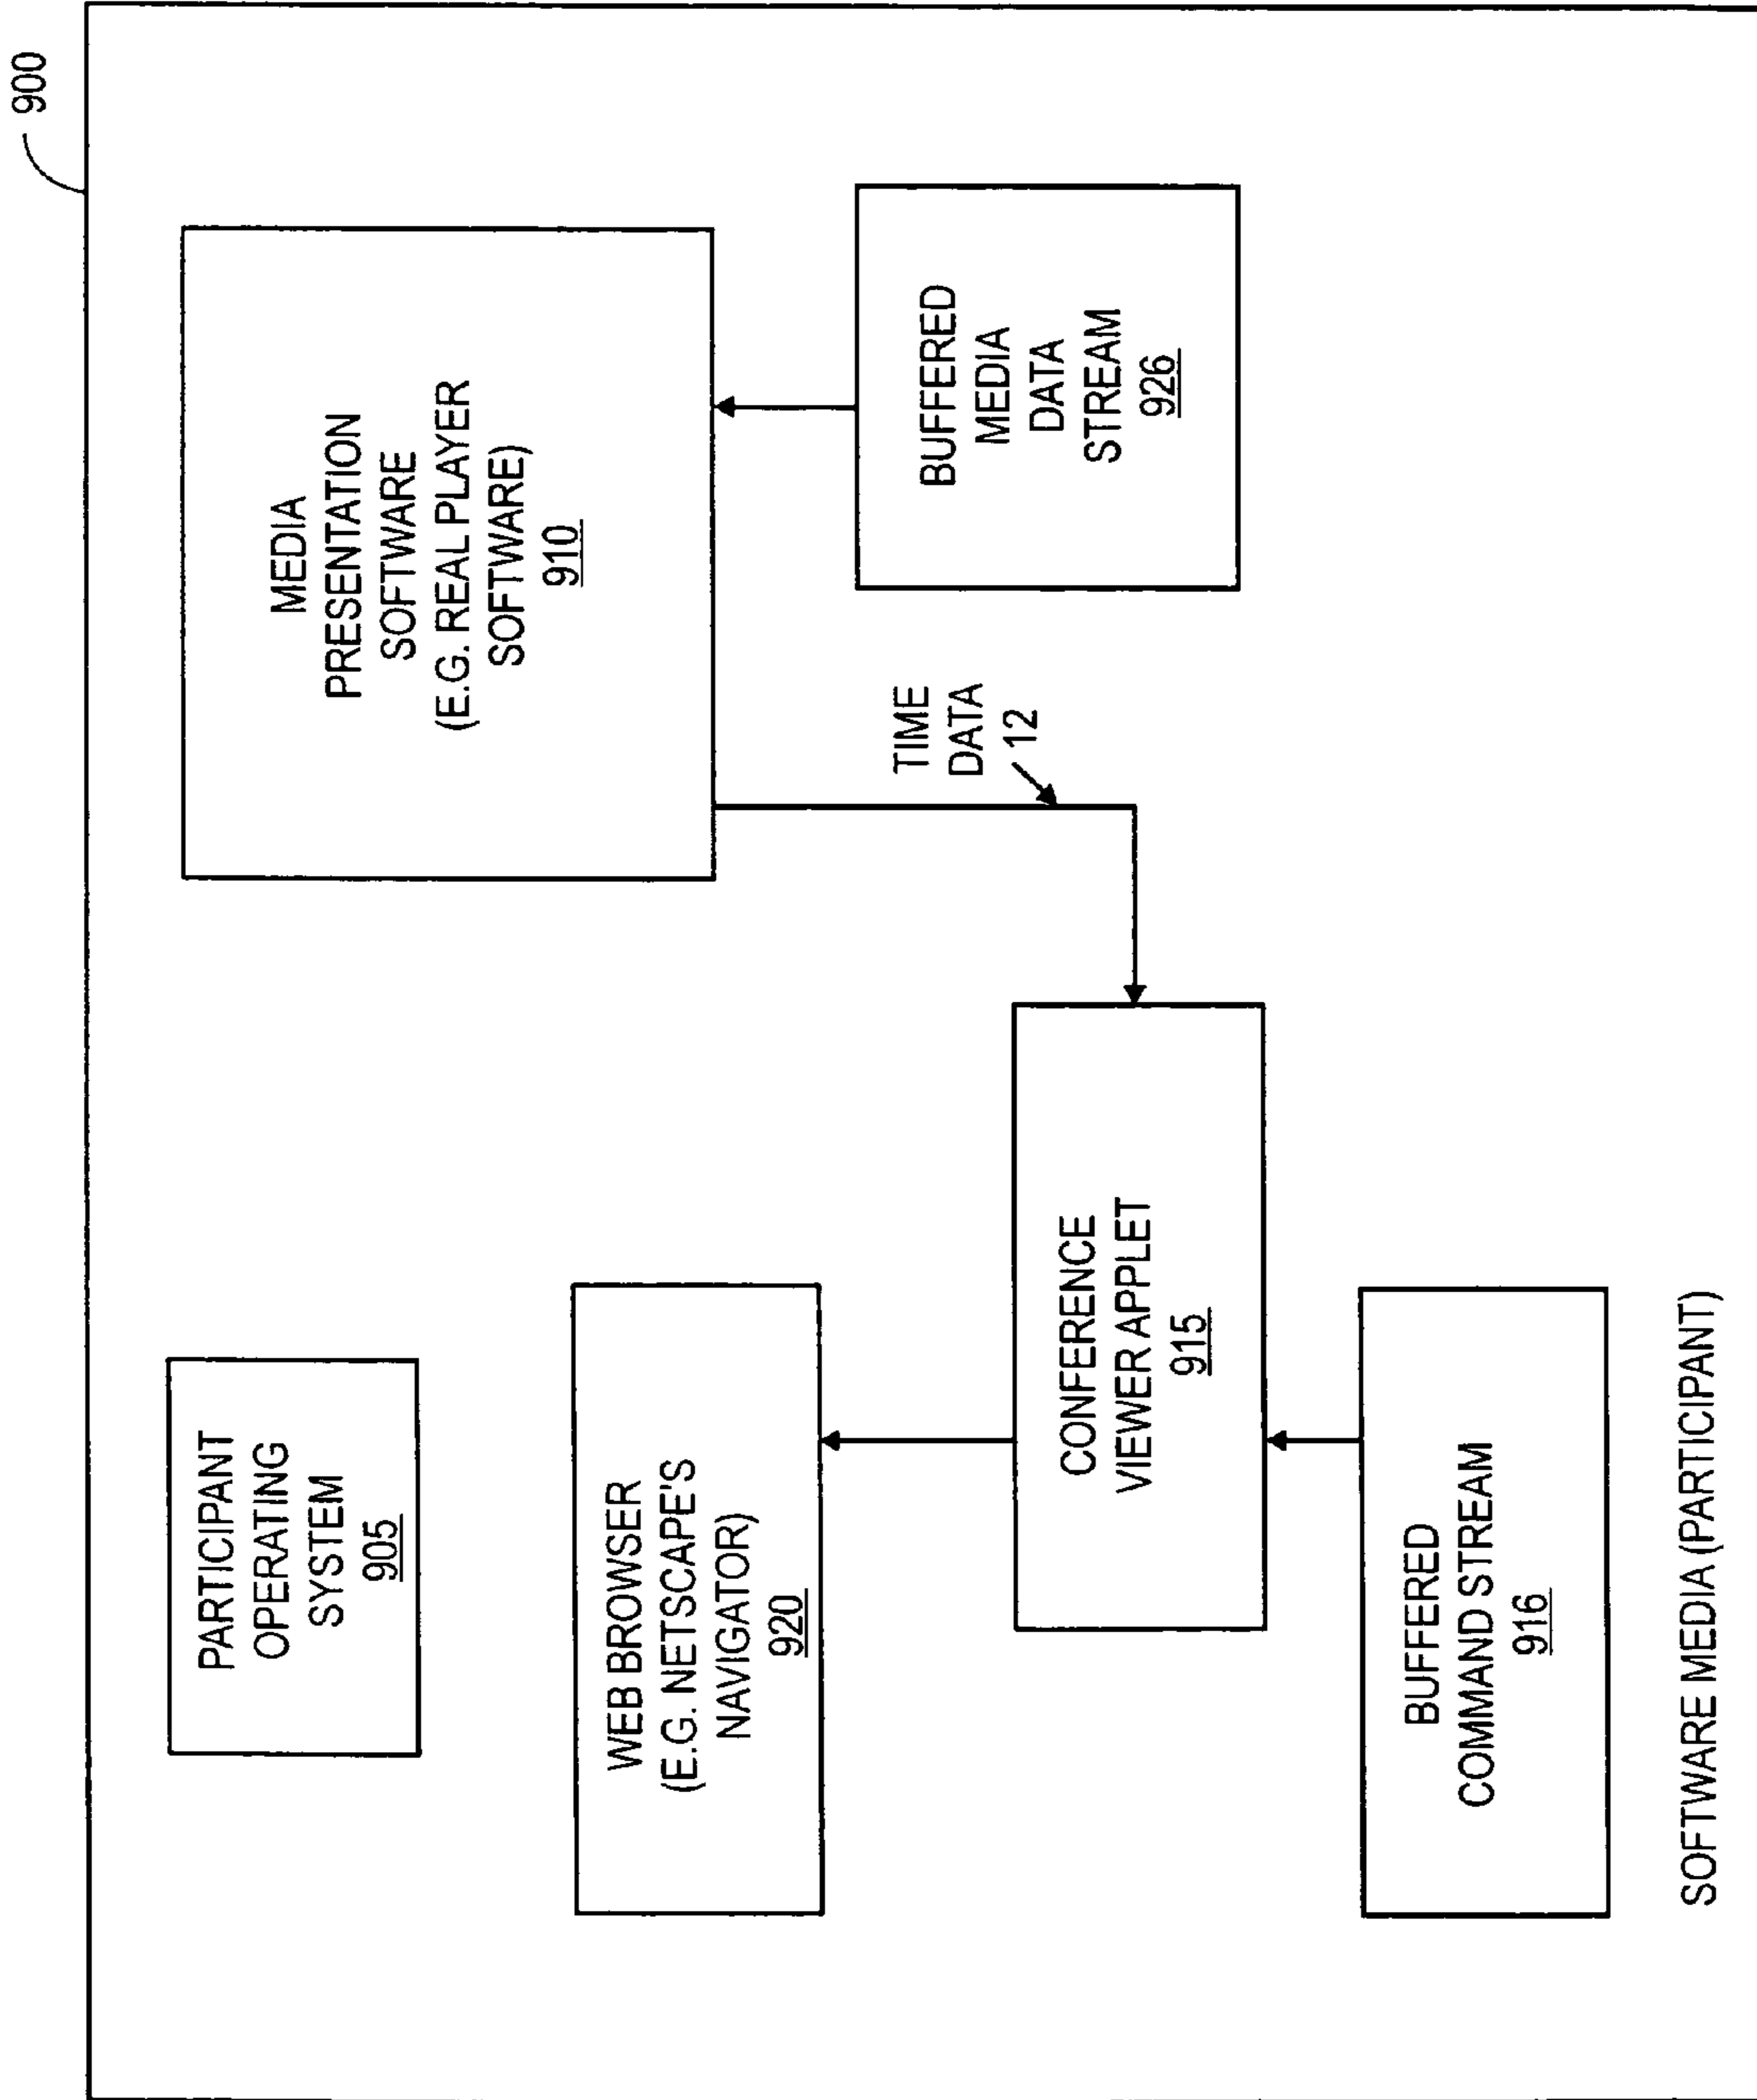 900
PARTICIPANT
OPERATING
SYSTEM
905
MEDIA
PRESENTATION
SOFTWARE
(E.G. REAL PLAYER
SOFTWARE)
910
WEB BROWSER
(E.G. NETSCAPE'S
NAVIGATOR)
920
TIME
DATA
12
BUFFERED
MEDIA
DATA
STREAM
926
CONFERENCE
VIEWER APPLET
915
BUFFERED
COMMAND STREAM
916
SOFTWARE MEDIA (PARTICIPANT)